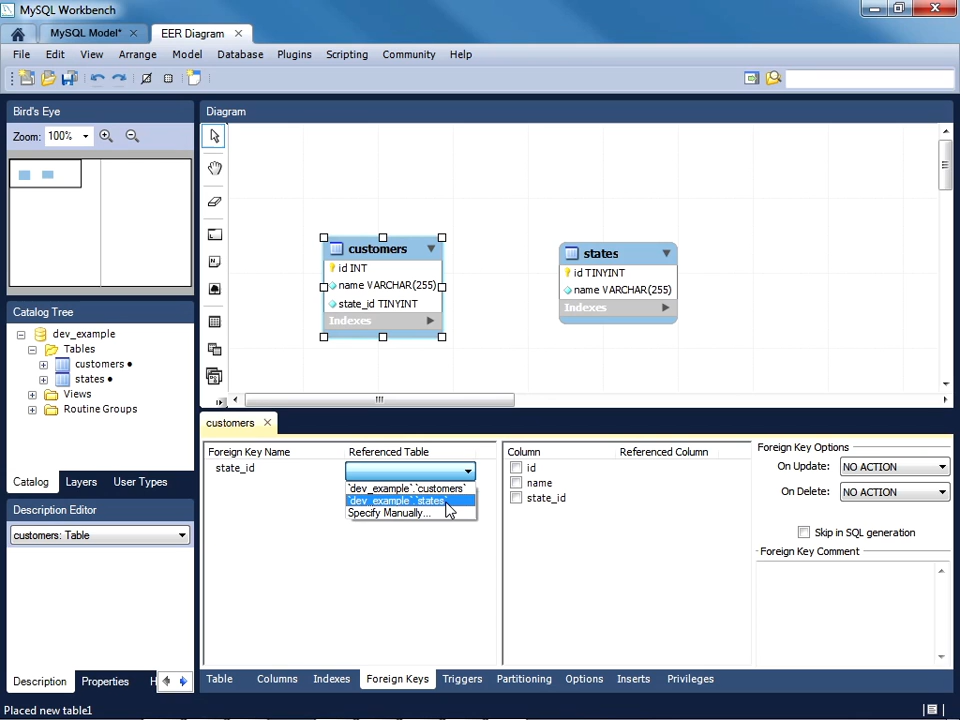 MySQL Workbench
MySQL Model* EER Diagram
File Edit View Arrange Model Database Plugins Scripting Community Help
Bird's Eye
Diagram
Zoom: 100%
customers
id INT
name VARCHAR(255)
state_id TINYINT
Indexes
states
id TINYINT
name VARCHAR(255)
Indexes
Catalog Tree
dev_example
Tables
customers •
states •
Views
Routine Groups
Catalog Layers User Types
Description Editor
customers: Table
Description Properties H
customers
Foreign Key Name Referenced Table
state_id
`dev_example`.`customers`
`dev_example`.`states`
Specify Manually...
Column Referenced Column
id
name
state_id
Foreign Key Options
On Update: NO ACTION
On Delete: NO ACTION
Skip in SQL generation
Foreign Key Comment
Table Columns Indexes Foreign Keys Triggers Partitioning Options Inserts Privileges
Placed new table1